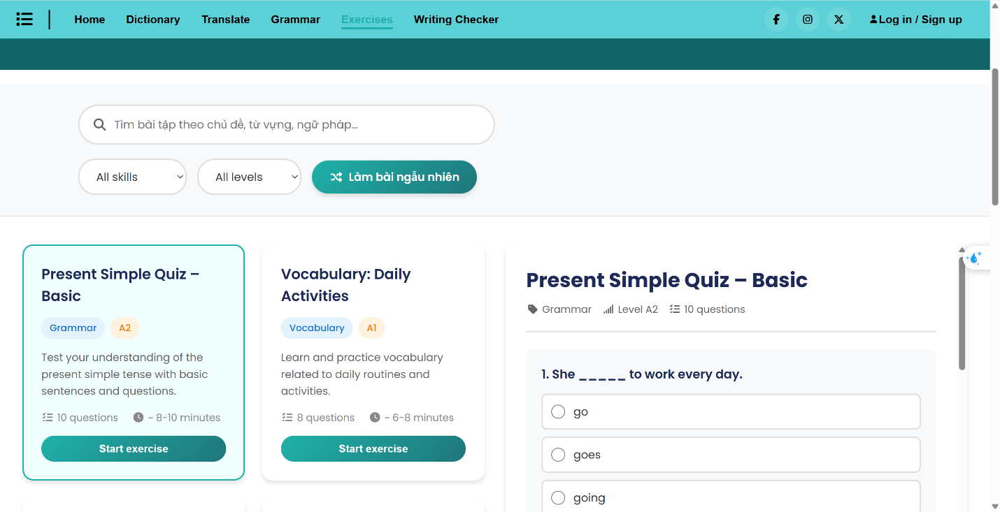 Home Dictionary Translate Grammar Exercises Writing Checker Log in / Sign up
Tìm bài tập theo chủ đề, từ vựng, ngữ pháp...
All skills All levels Làm bài ngẫu nhiên
Present Simple Quiz –
Basic
Grammar A2
Test your understanding of the
present simple tense with basic
sentences and questions.
10 questions ~ 8-10 minutes
Start exercise
Vocabulary: Daily
Activities
Vocabulary A1
Learn and practice vocabulary
related to daily routines and
activities.
8 questions ~ 6-8 minutes
Start exercise
Present Simple Quiz – Basic
Grammar Level A2 10 questions
1. She _____ to work every day.
go
goes
going